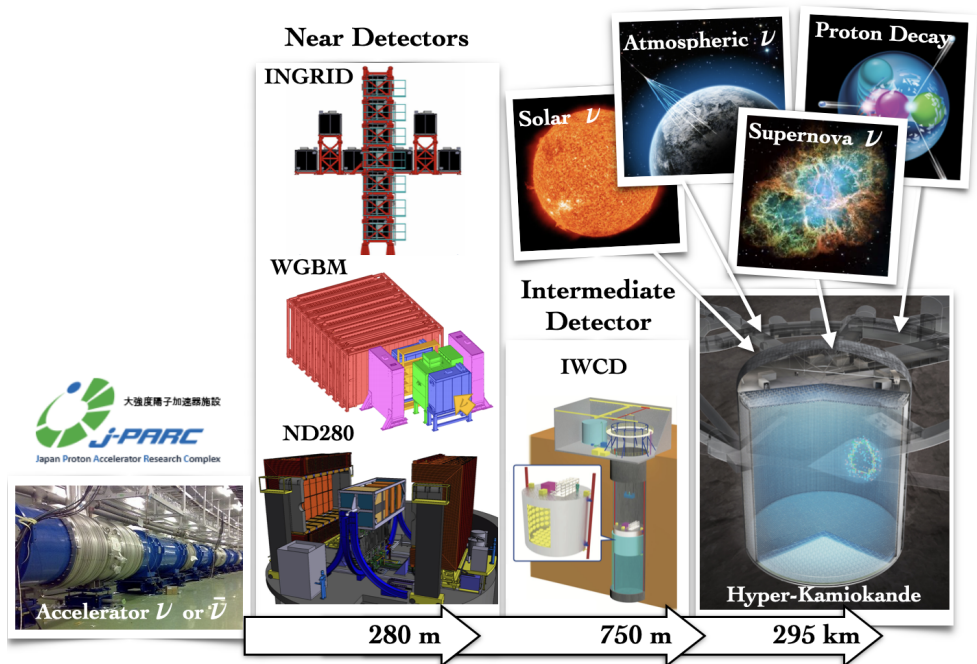 Near Detectors
INGRID
WGBM
ND280
大強度陽子加速器施設
J-PARC
Japan Proton Accelerator Research Complex
Accelerator ν or ν̄
Intermediate
Detector
IWCD
Solar ν
Atmospheric ν
Supernova ν
Proton Decay
Hyper-Kamiokande
280 m
750 m
295 km